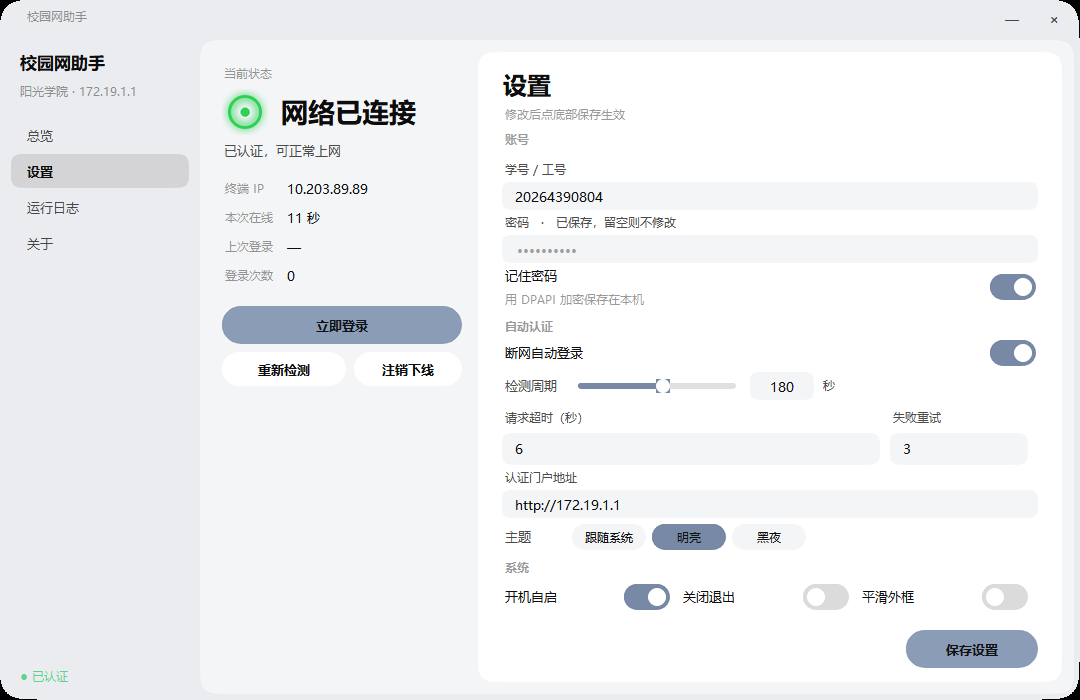 校园网助手
校园网助手
阳光学院 · 172.19.1.1
总览
设置
运行日志
关于
已认证
当前状态
网络已连接
已认证，可正常上网
终端 IP 10.203.89.89
本次在线 11 秒
上次登录 —
登录次数 0
立即登录
重新检测 注销下线
设置
修改后点底部保存生效
账号
学号 / 工号
20264390804
密码 · 已保存，留空则不修改
••••••••••
记住密码
用 DPAPI 加密保存在本机
自动认证
断网自动登录
检测周期 180 秒
请求超时（秒） 失败重试
6 3
认证门户地址
http://172.19.1.1
主题 跟随系统 明亮 黑夜
系统
开机自启 关闭退出 平滑外框
保存设置